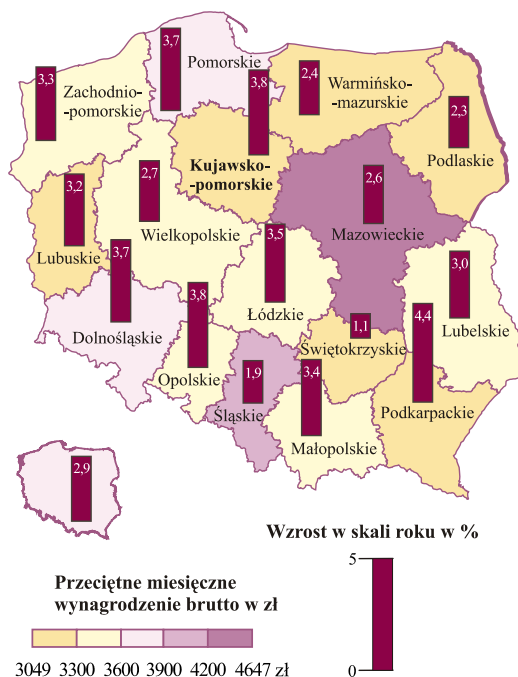 3,7
Pomorskie
3,3
Zachodnio-
-pomorskie
3,8
2,4
Warmińsko-
mazurskie
2,3
Podlaskie
Kujawsko-
-pomorskie
3,2
Lubuskie
2,7
Wielkopolskie
2,6
Mazowieckie
3,7
Dolnośląskie
3,5
Łódzkie
3,0
Lubelskie
3,8
Opolskie
1,1
Świętokrzyskie
4,4
Podkarpackie
1,9
Śląskie
3,4
Małopolskie
2,9
Wzrost w skali roku w %
5
0
Przeciętne miesięczne
wynagrodzenie brutto w zł
3049 3300 3600 3900 4200 4647 zł